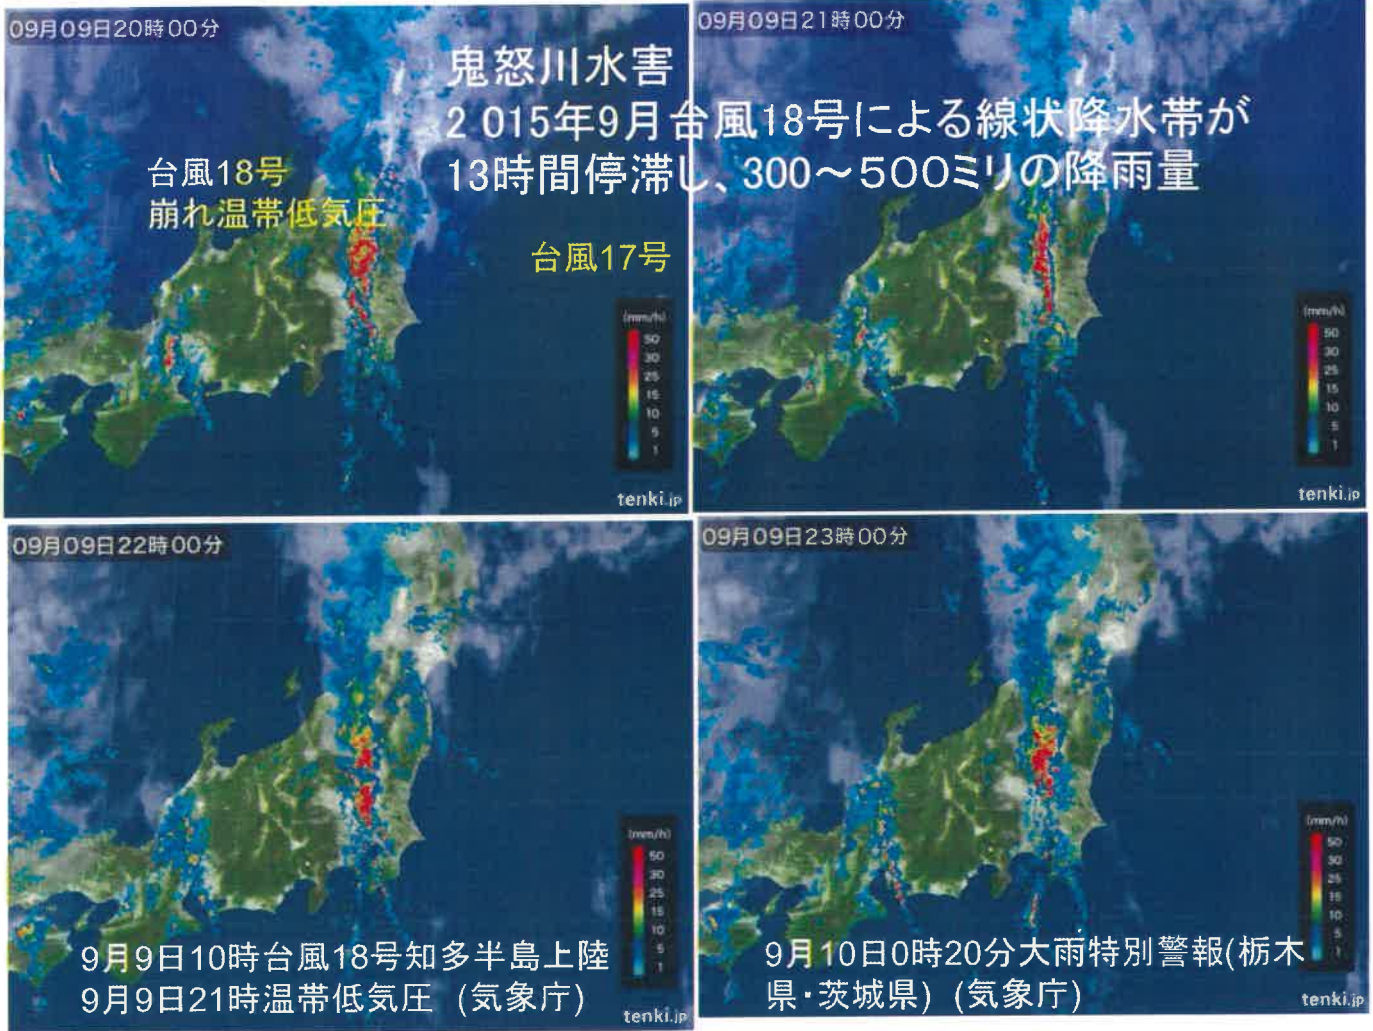 09月09日20時00分
09月09日21時00分
鬼怒川水害
2 015年9月台風18号による線状降水帯が
13時間停滞し、300～500ミリの降雨量
台風18号
崩れ温帯低気圧
台風17号
(mm/h)
50
30
25
15
10
5
1
tenki.jp
(mm/h)
50
30
25
15
10
5
1
tenki.jp
09月09日22時00分
09月09日23時00分
(mm/h)
50
30
25
15
10
5
1
9月9日10時台風18号知多半島上陸
9月9日21時温帯低気圧 (気象庁)
tenki.jp
(mm/h)
50
30
25
15
10
5
1
9月10日0時20分大雨特別警報(栃木
県・茨城県) (気象庁)
tenki.jp